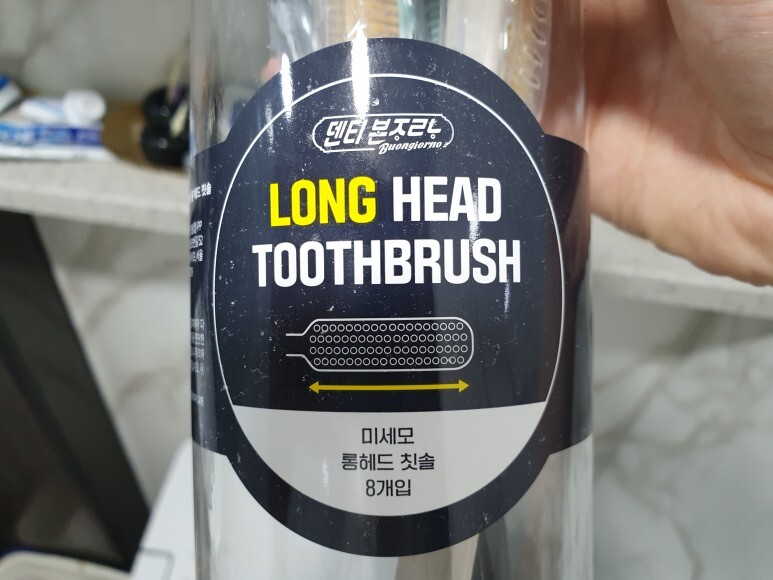 덴티 본조르노
Buongiorno
LONG HEAD
TOOTHBRUSH
미세모
롱헤드 칫솔
8개입